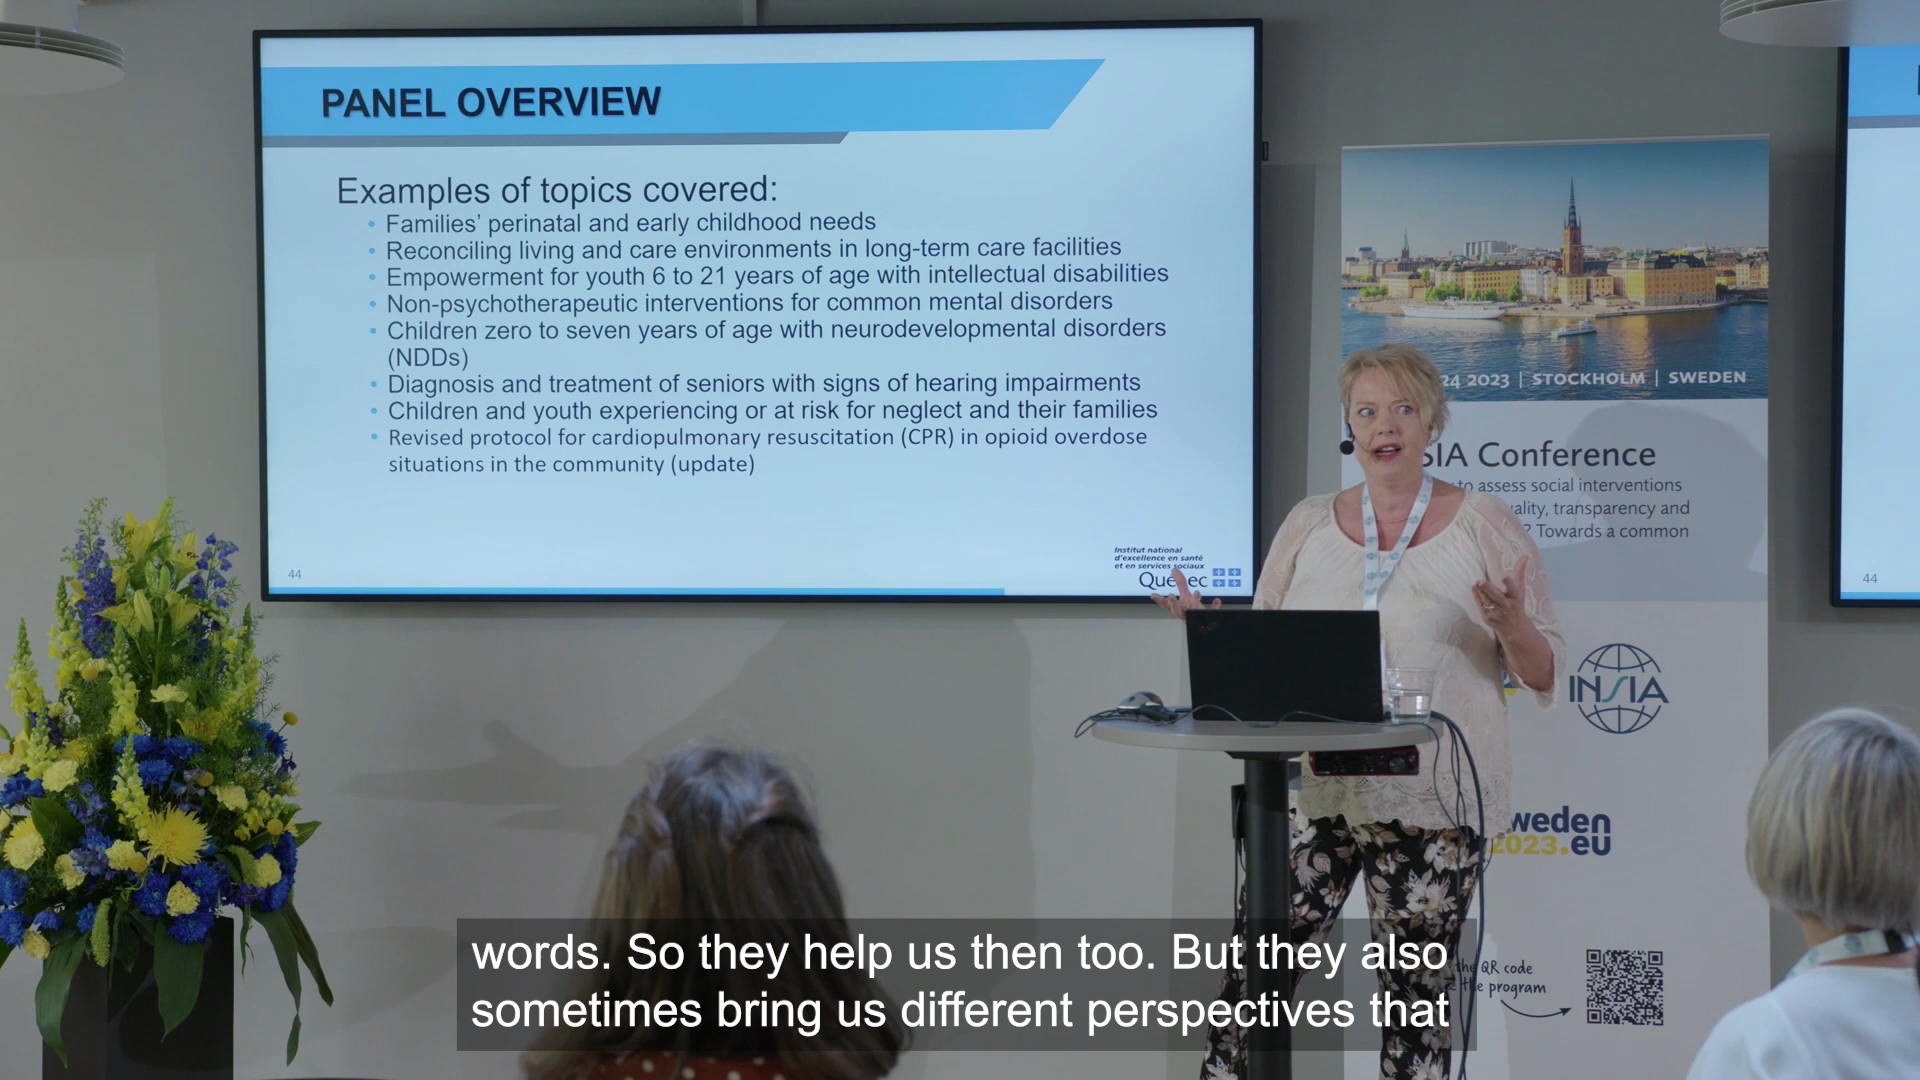 PANEL OVERVIEW
Examples of topics covered:
• Families’ perinatal and early childhood needs
• Reconciling living and care environments in long-term care facilities
• Empowerment for youth 6 to 21 years of age with intellectual disabilities
• Non-psychotherapeutic interventions for common mental disorders
• Children zero to seven years of age with neurodevelopmental disorders
(NDDs)
• Diagnosis and treatment of seniors with signs of hearing impairments
• Children and youth experiencing or at risk for neglect and their families
• Revised protocol for cardiopulmonary resuscitation (CPR) in opioid overdose
situations in the community (update)
44
Institut national
d’excellence en santé
et en services sociaux
Québec
24 2023 | STOCKHOLM | SWEDEN
SIA Conference
to assess social interventions
transparency and
? Towards a common
INSIA
weden
2023.eu
the QR code
the program
44
words. So they help us then too. But they also
sometimes bring us different perspectives that